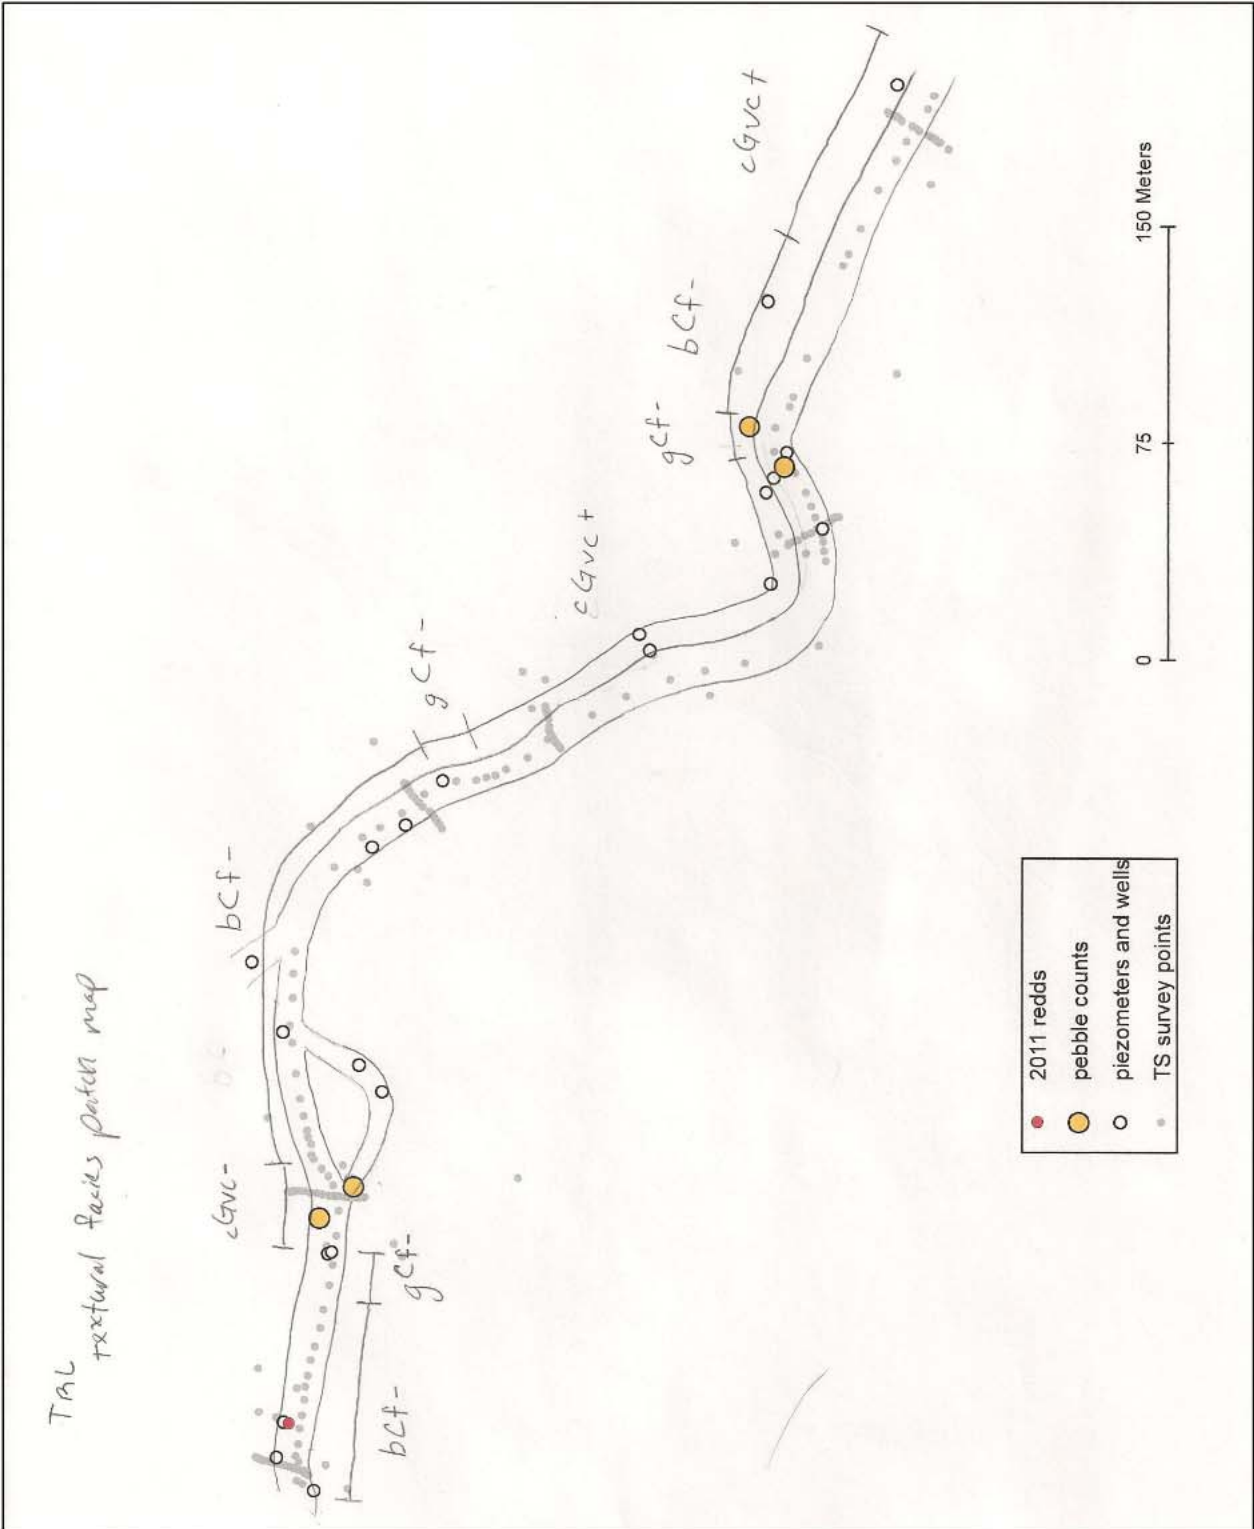 TRL
textural facies patch map
bCf-
gCf-
cGvc-
bCf-
gCf-
cGvc+
gCf-
bCf-
cGvc+
0 75 150 Meters
2011 redds
pebble counts
piezometers and wells
TS survey points